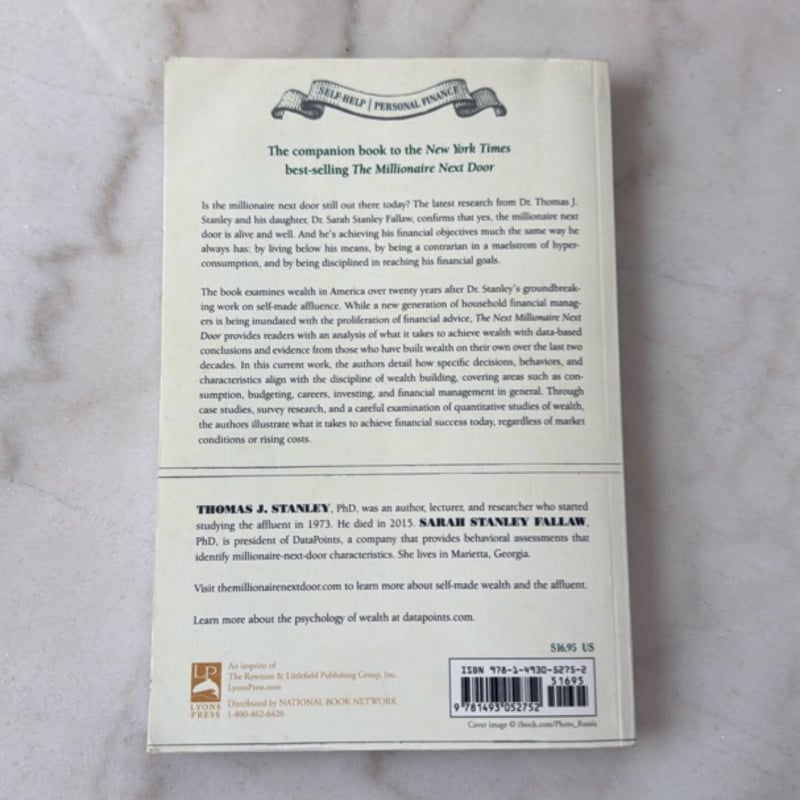 SELF-HELP | PERSONAL FINANCE
The companion book to the New York Times
best-selling The Millionaire Next Door
Is the millionaire next door still out there today? The latest research from Dr. Thomas J.
Stanley and his daughter, Dr. Sarah Stanley Fallaw, confirms that yes, the millionaire next
door is alive and well. And he's achieving his financial objectives much the same way he
always has: by living below his means, by being a contrarian in a maelstrom of hyper-
consumption, and by being disciplined in reaching his financial goals.
The book examines wealth in America over twenty years after Dr. Stanley's groundbreak-
ing work on self-made affluence. While a new generation of household financial manag-
ers is being inundated with the proliferation of financial advice, The Next Millionaire Next
Door provides readers with an analysis of what it takes to achieve wealth with data-based
conclusions and evidence from those who have built wealth on their own over the last two
decades. In this current work, the authors detail how specific decisions, behaviors, and
characteristics align with the discipline of wealth building, covering areas such as con-
sumption, budgeting, careers, investing, and financial management in general. Through
case studies, survey research, and a careful examination of quantitative studies of wealth,
the authors illustrate what it takes to achieve financial success today, regardless of market
conditions or rising costs.
THOMAS J. STANLEY, PhD, was an author, lecturer, and researcher who started
studying the affluent in 1973. He died in 2015. SARAH STANLEY FALLAW,
PhD, is president of DataPoints, a company that provides behavioral assessments that
identify millionaire-next-door characteristics. She lives in Marietta, Georgia.
Visit themillionairenextdoor.com to learn more about self-made wealth and the affluent.
Learn more about the psychology of wealth at datapoints.com.
$16.95 US
LP
LYONS
PRESS
An imprint of
The Rowman & Littlefield Publishing Group, Inc.
LyonsPress.com
Distributed by NATIONAL BOOK NETWORK
1-800-462-6420
ISBN 978-1-4930-5275-2
51695
9 781493 052752
Cover image © iStock.com/Photo_Russia